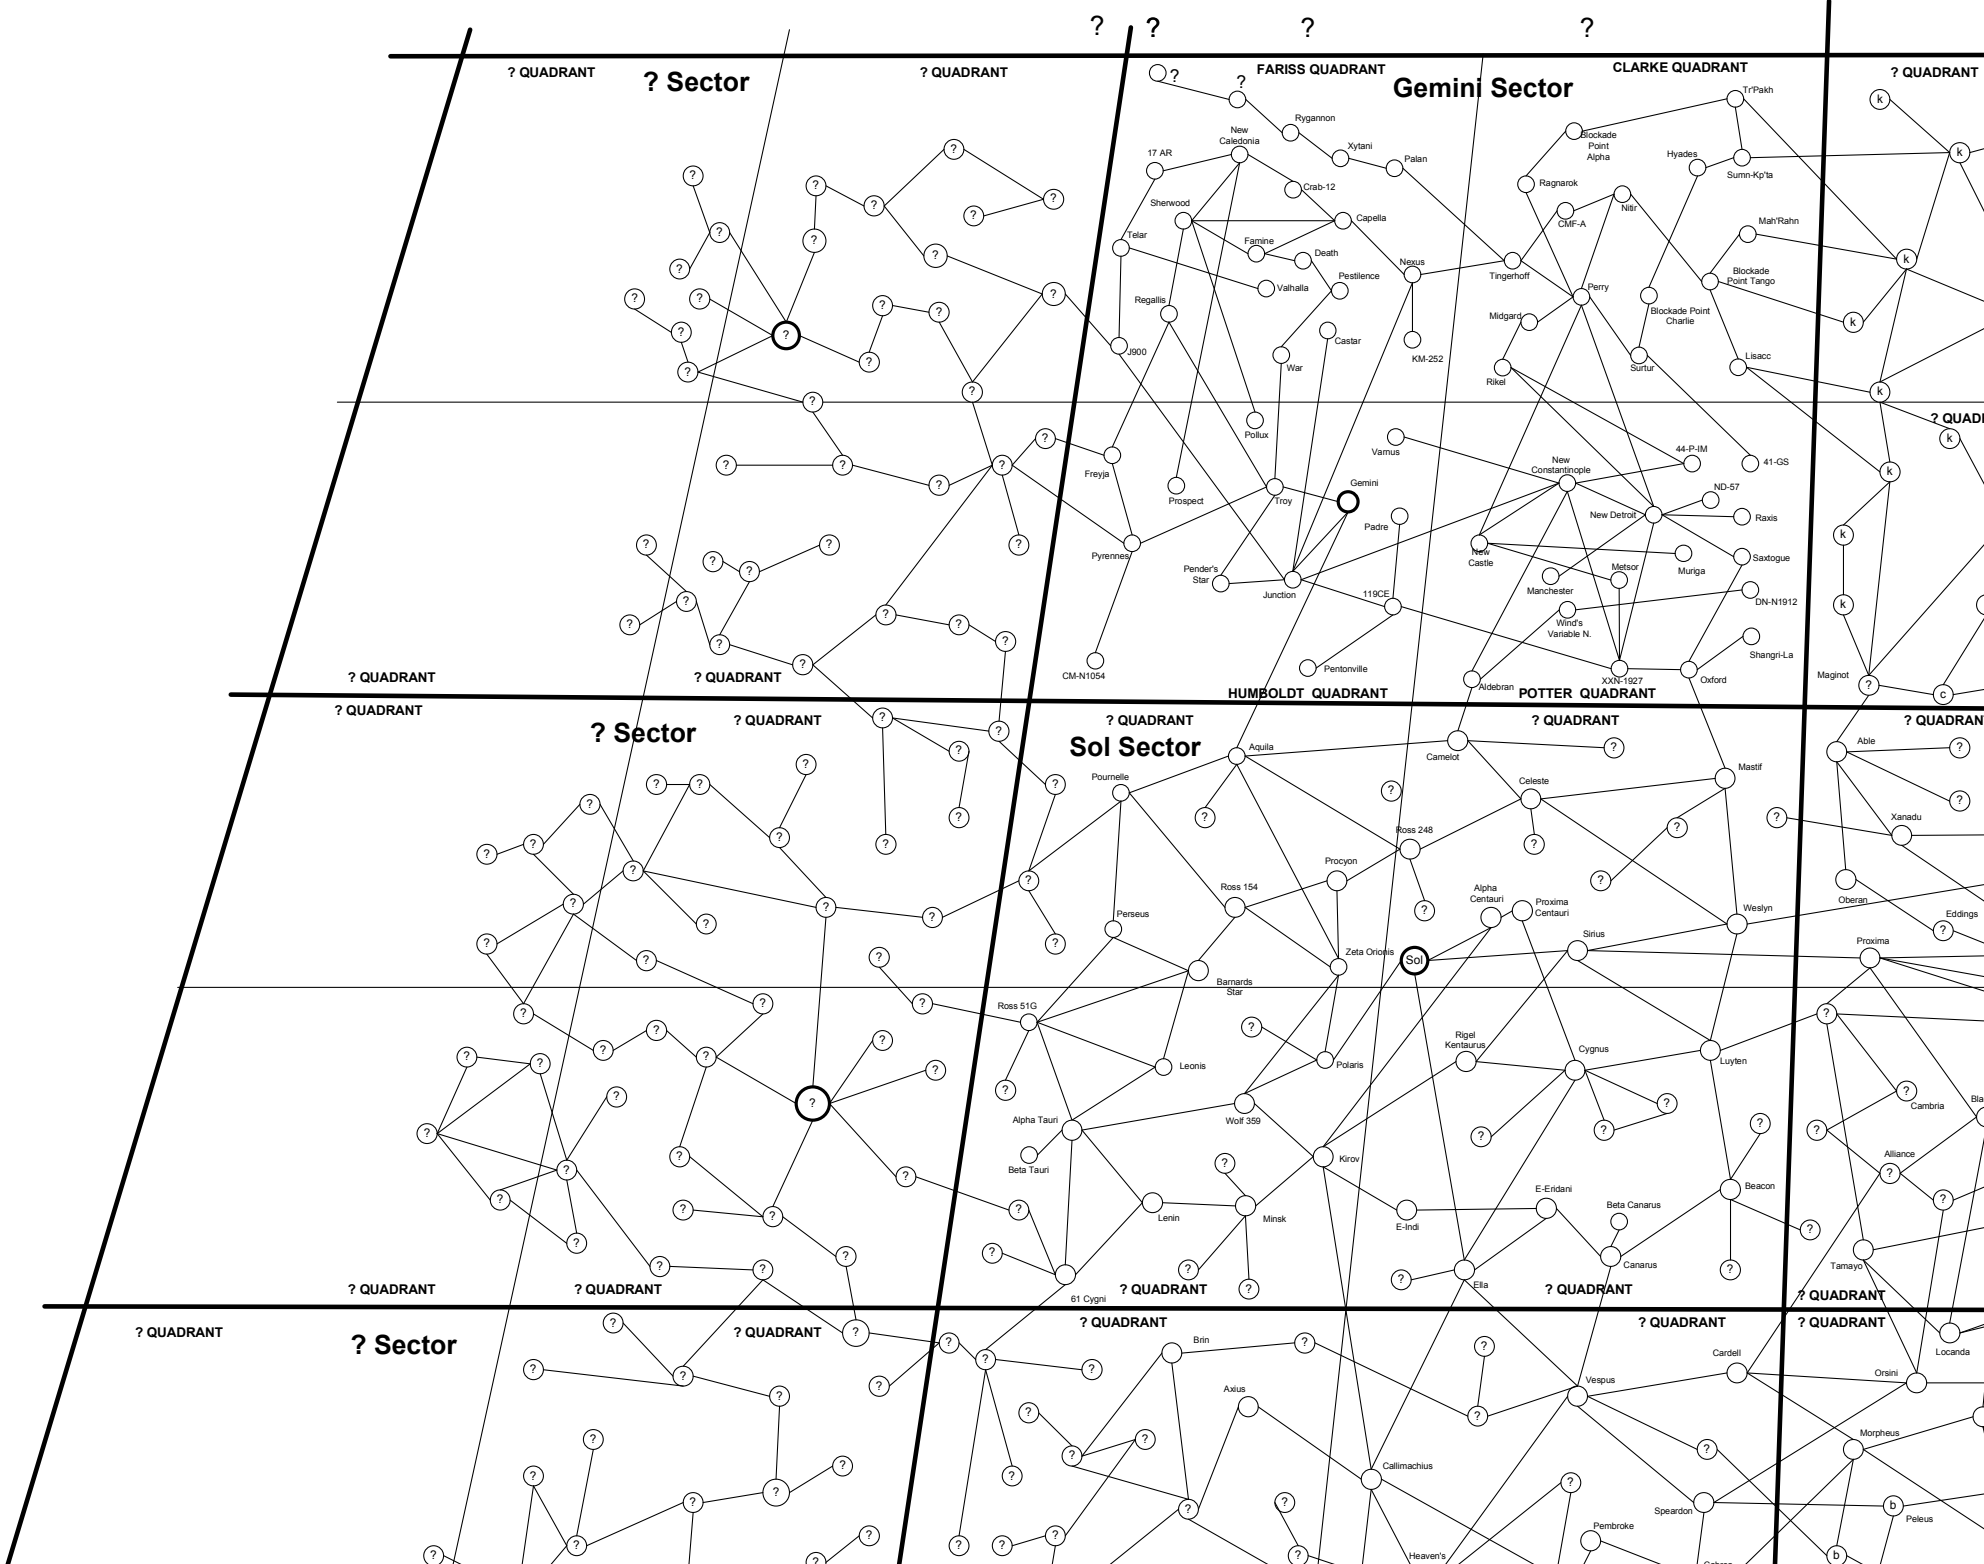 ? ? ? ?
? QUADRANT
? Sector
? QUADRANT
FARISS QUADRANT
Gemini Sector
CLARKE QUADRANT
? QUADRANT
?
?
Tr'Pakh
k
Rygannon
New
Caledonia
Blockade
Point
Alpha
17 AR
Xytani
Palan
Hyades
Sumn-Kp'ta
k
?
?
?
?
?
?
Crab-12
Ragnarok
Nitir
CMF-A
Sherwood
Capella
Mah'Rahn
?
?
?
?
Telar
Famine
Death
Nexus
Tingerhoff
k
Pestilence
Blockade
Point Tango
?
?
?
?
?
?
Valhalla
Regallis
Perry
Midgard
Blockade Point
Charlie
k
?
?
?
?
J900
Castar
War
KM-252
Rikel
Surtur
Lisacc
?
?
?
k
? QUAD
k
Pollux
Varnus
44-P-IM
41-GS
?
?
?
?
?
Freyja
New
Constantinople
k
Prospect
Troy
Gemini
ND-57
New Detroit
Raxis
Padre
?
?
?
?
?
Pyrennes
New
Castle
Muriga
Saxtogue
k
Pender's
Star
Junction
119CE
Manchester
Metsor
DN-N1912
Wind's
Variable N.
k
?
?
?
?
?
?
?
?
CM-N1054
Pentonville
Aldebran
XXN-1927
Oxford
Shangri-La
Maginot
?
c
? QUADRANT
? QUADRANT
HUMBOLDT QUADRANT
POTTER QUADRANT
? QUADRANT
? Sector
? QUADRANT
? QUADRANT
Sol Sector
? QUADRANT
? QUADRAN
?
?
?
Aquila
Camelot
?
Able
?
Pournelle
Mastif
?
?
?
?
?
?
Celeste
?
?
?
?
?
?
?
?
Ross 248
?
?
?
Xanadu
?
?
?
?
Procyon
?
Oberan
Ross 154
?
?
?
?
?
Perseus
?
Alpha
Centauri
Proxima
Centauri
Weslyn
Eddings
?
?
?
?
?
Barnards
Star
Zeta Orionis
Sol
Sirius
Proxima
?
?
?
Ross 51G
?
?
?
?
?
?
?
?
Leonis
?
Polaris
Rigel
Kentaurus
Cygnus
Luyten
?
?
?
?
?
?
Alpha Tauri
Beta Tauri
Wolf 359
?
?
?
?
?
?
Cambria
Bla
Alliance
?
?
?
?
?
?
?
?
Lenin
Minsk
Kirov
E-Indi
E-Eridani
Beta Canarus
Beacon
?
?
?
?
?
?
?
?
?
?
?
?
Ella
Canarus
?
Tamayo
? QUADRANT
? QUADRANT
61 Cygni
? QUADRANT
? QUADRANT
? QUADRANT
? QUADRANT
? Sector
? QUADRANT
? QUADRANT
? QUADRANT
? QUADRANT
?
?
?
?
?
?
?
?
?
?
Brin
?
?
Vespus
Cardell
Orsini
Locanda
?
?
?
?
?
Axius
?
?
Morpheus
?
?
?
?
?
?
?
?
Callimachius
?
Speardon
b
Peleus
?
?
?
?
?
?
?
?
Heaven's
Pembroke
b